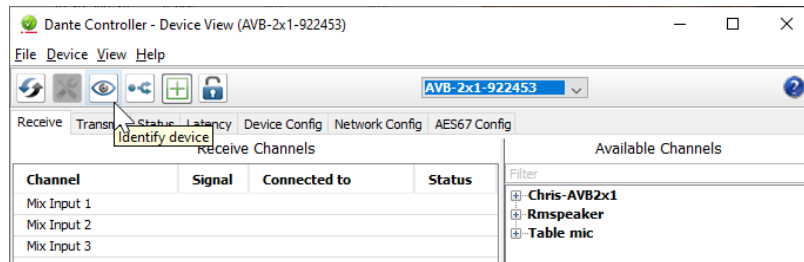 Dante Controller - Device View (AVB-2x1-922453)
File Device View Help
AVB-2x1-922453
Receive Transm Status Latency Device Config Network Config AES67 Config
Identify device
Receive Channels
Available Channels
Channel Signal Connected to Status
Filter
Mix Input 1
Mix Input 2
Mix Input 3
Chris-AVB2x1
Rmspeaker
Table mic